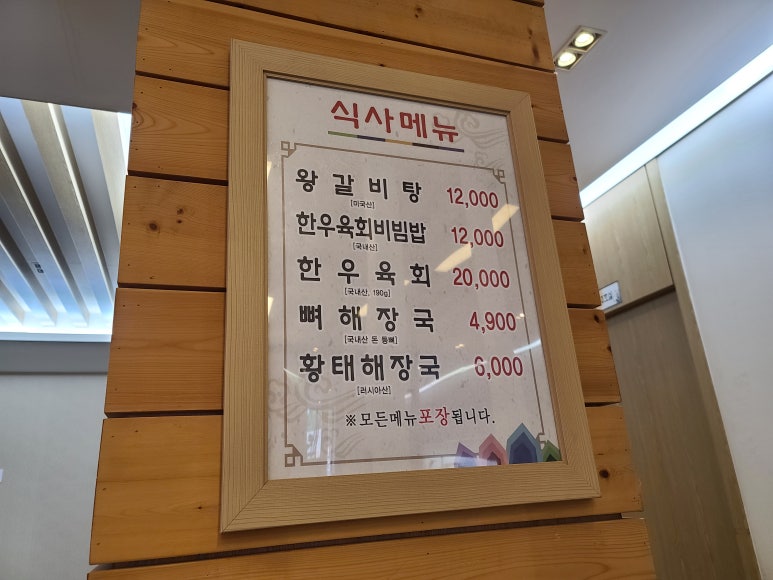 식사메뉴
왕갈비탕 12,000
[미국산]
한우육회비빔밥 12,000
[국내산]
한우육회 20,000
[국내산, 190g]
뼈해장국 4,900
[국내산 돈 등뼈]
황태해장국 6,000
[러시아산]
※모든메뉴포장됩니다.